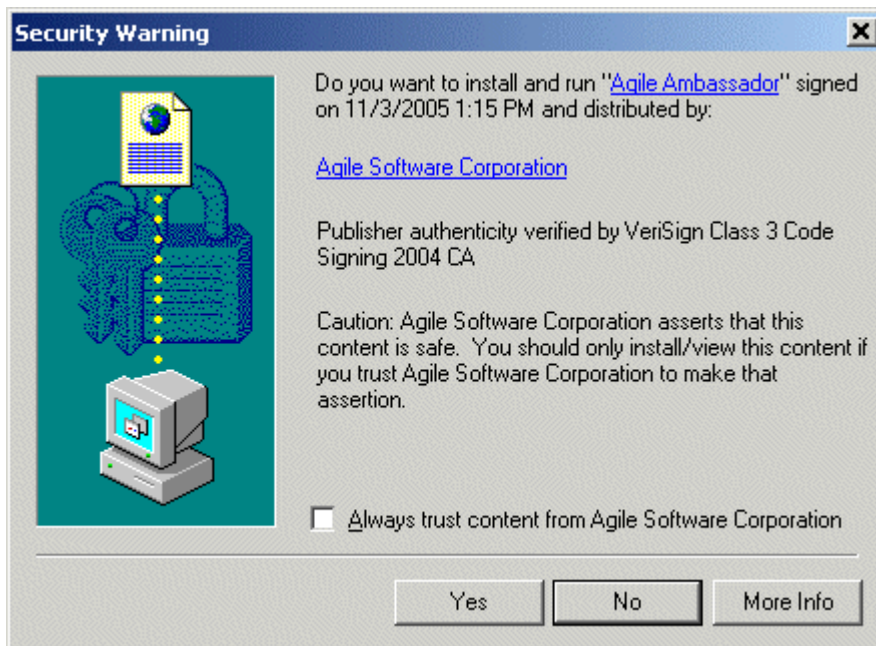 Security Warning
Do you want to install and run "Agile Ambassador" signed
on 11/3/2005 1:15 PM and distributed by:
Agile Software Corporation
Publisher authenticity verified by VeriSign Class 3 Code
Signing 2004 CA
Caution: Agile Software Corporation asserts that this
content is safe.  You should only install/view this content if
you trust Agile Software Corporation to make that
assertion.
Always trust content from Agile Software Corporation
Yes
No
More Info